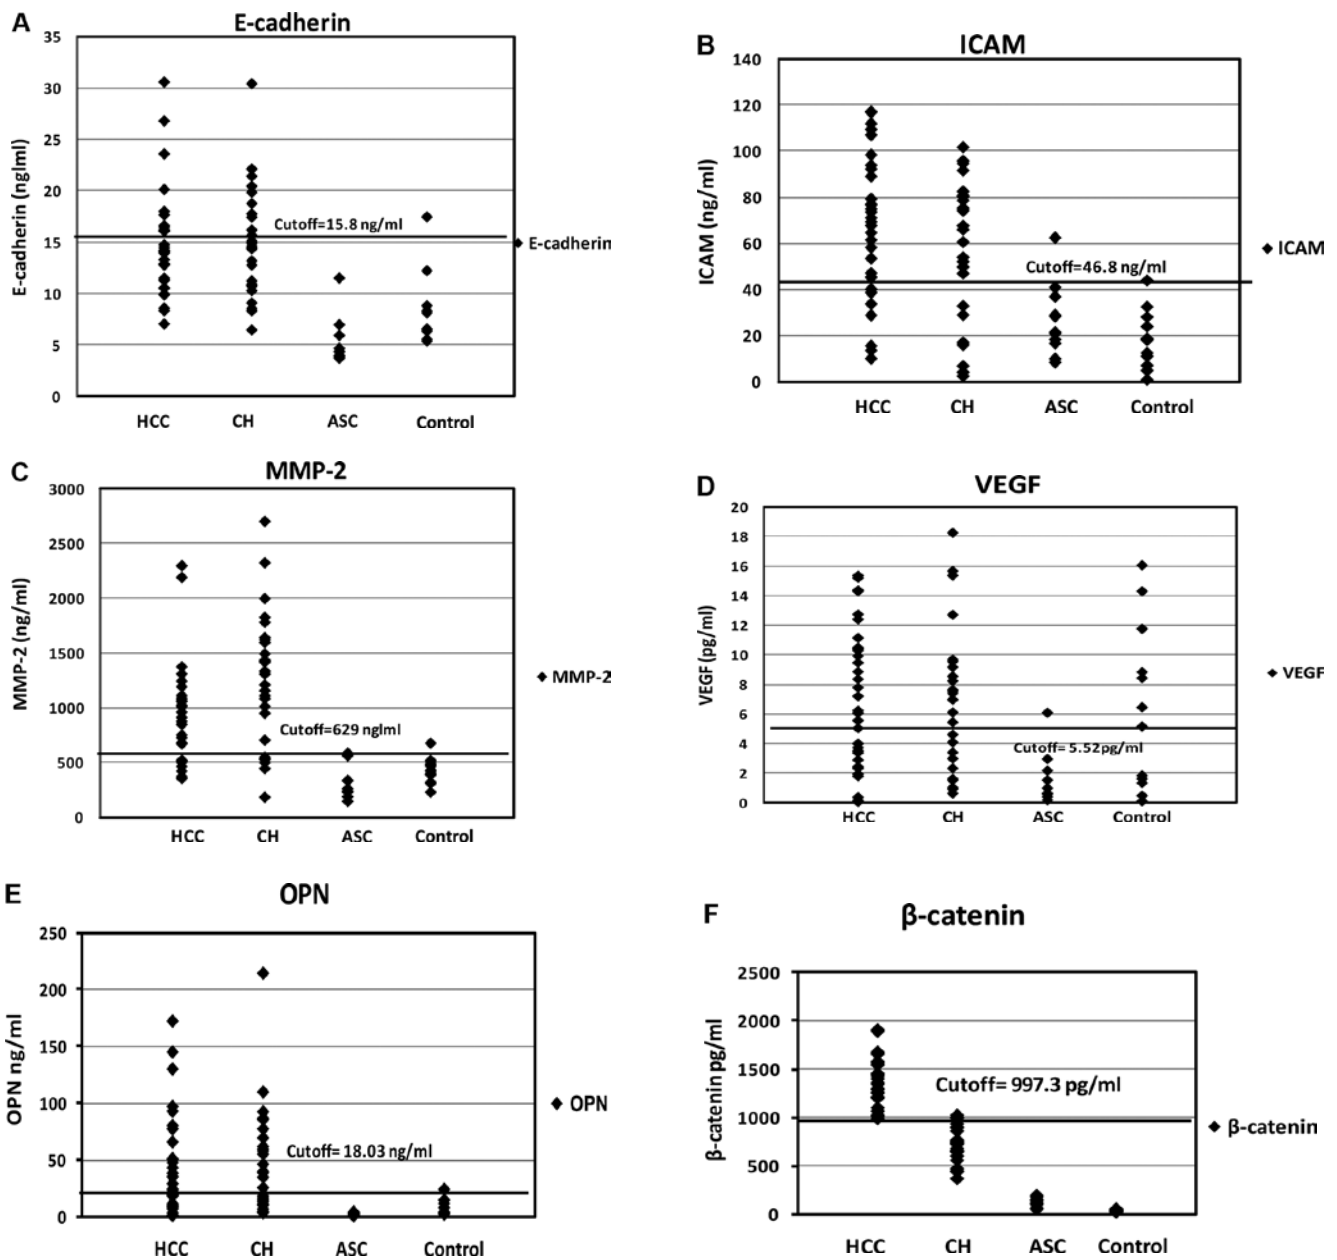 A
E-cadherin
35
30
25
20
15
10
5
0
E-cadherin (nglml)
Cutoff=15.8 ng/ml
E-cadherin
HCC CH ASC Control
B
ICAM
140
120
100
80
60
40
20
0
ICAM (ng/ml)
Cutoff=46.8 ng/ml
ICAM
HCC CH ASC Control
C
MMP-2
3000
2500
2000
1500
1000
500
0
MMP-2 (ng/ml)
Cutoff=629 nglml
MMP-2
HCC CH ASC Control
D
VEGF
20
18
16
14
12
10
8
6
4
2
0
VEGF (pg/ml)
Cutoff= 5.52pg/ml
VEGF
HCC CH ASC Control
E
OPN
250
200
150
100
50
0
OPN ng/ml
Cutoff= 18.03 ng/ml
OPN
HCC CH ASC Control
F
β-catenin
2500
2000
1500
1000
500
0
β-catenin pg/ml
Cutoff= 997.3 pg/ml
β-catenin
HCC CH ASC Control